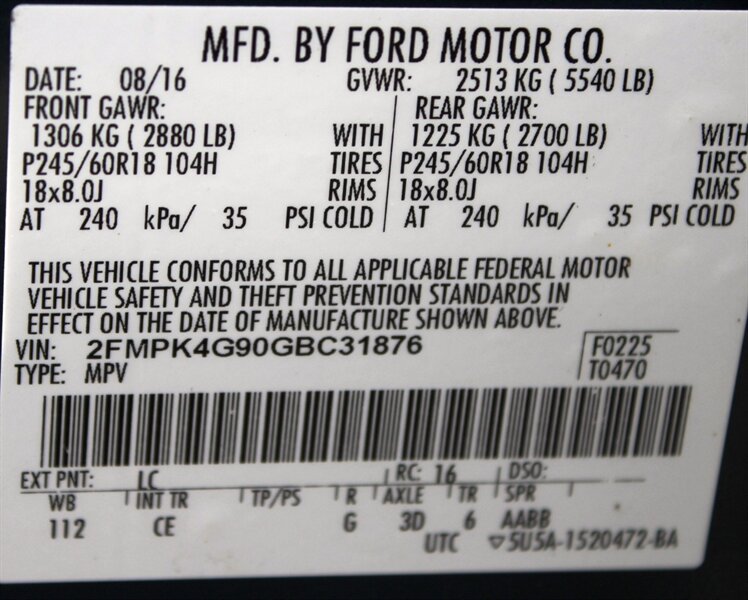 MFD. BY FORD MOTOR CO.
DATE: 08/16 GVWR: 2513 KG ( 5540 LB)
FRONT GAWR: REAR GAWR:
1306 KG ( 2880 LB) WITH 1225 KG ( 2700 LB) WITH
P245/60R18 104H TIRES P245/60R18 104H TIRES
18x8.0J RIMS 18x8.0J RIMS
AT 240 kPa/ 35 PSI COLD AT 240 kPa/ 35 PSI COLD
THIS VEHICLE CONFORMS TO ALL APPLICABLE FEDERAL MOTOR
VEHICLE SAFETY AND THEFT PREVENTION STANDARDS IN
EFFECT ON THE DATE OF MANUFACTURE SHOWN ABOVE.
VIN: 2FMPK4G90GBC31876 F0225
TYPE: MPV T0470
EXT PNT: LC RC: 16 DSO:
WB INT TR TP/PS R AXLE TR SPR
112 CE G 3D 6 AABB
UTC ▽5U5A-1520472-BA